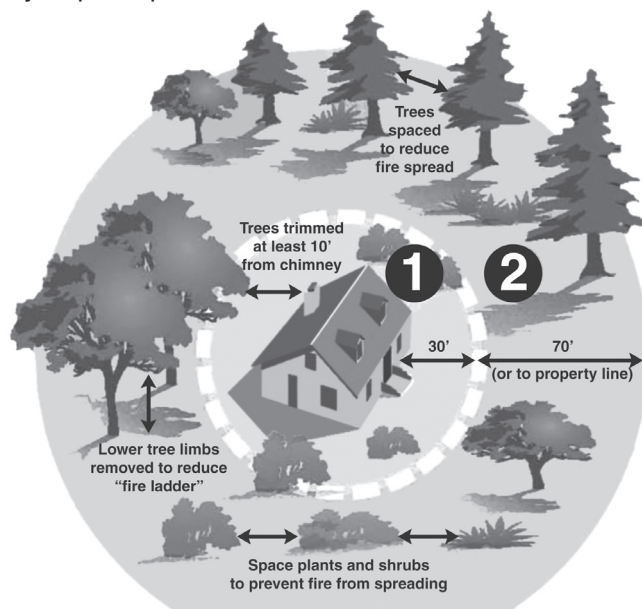 Trees
spaced
to reduce
fire spread
Trees trimmed
at least 10’
from chimney
1
2
30’
70’
(or to property line)
Lower tree limbs
removed to reduce
“fire ladder”
Space plants and shrubs
to prevent fire from spreading